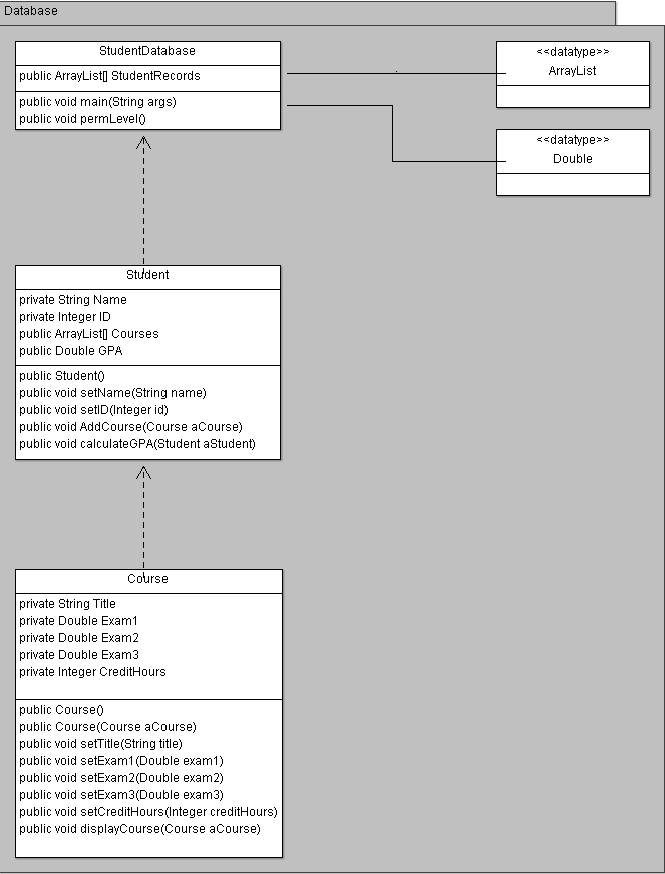 Database
StudentDatabase
public ArrayList[] StudentRecords
public void main(String args)
public void permLevel()
<<datatype>>
ArrayList
<<datatype>>
Double
Student
private String Name
private Integer ID
public ArrayList[] Courses
public Double GPA
public Student()
public void setName(String name)
public void setID(Integer id)
public void AddCourse(Course aCourse)
public void calculateGPA(Student aStudent)
Course
private String Title
private Double Exam1
private Double Exam2
private Double Exam3
private Integer CreditHours
public Course()
public Course(Course aCourse)
public void setTitle(String title)
public void setExam1(Double exam1)
public void setExam2(Double exam2)
public void setExam3(Double exam3)
public void setCreditHours(Integer creditHours)
public void displayCourse(Course aCourse)